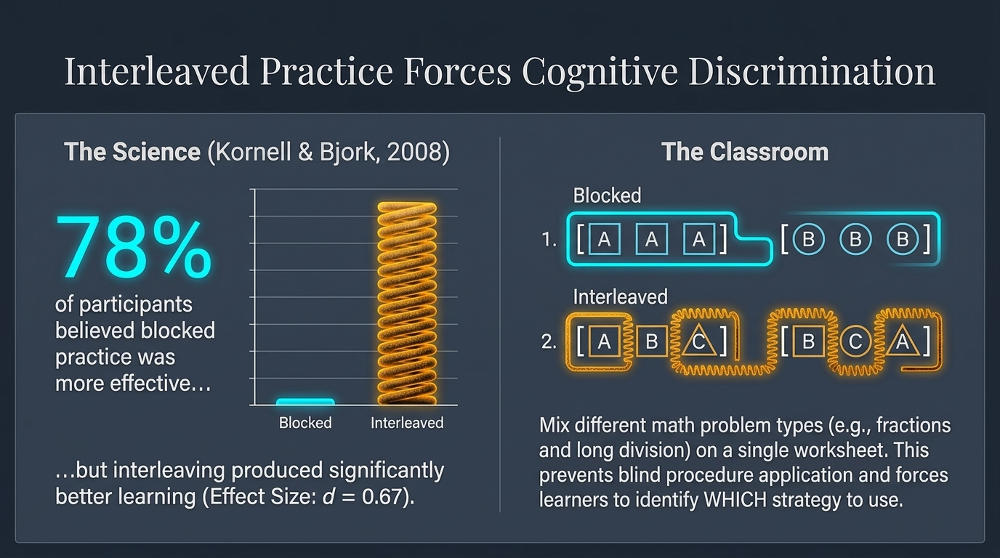 Interleaved Practice Forces Cognitive Discrimination
The Science (Kornell & Bjork, 2008)
78%
of participants
believed blocked
practice was
more effective...
Blocked
Interleaved
...but interleaving produced significantly
better learning (Effect Size: d = 0.67).
The Classroom
Blocked
1. [A A A] [B B B]
Interleaved
2. [A B C] [B C A]
Mix different math problem types (e.g., fractions
and long division) on a single worksheet. This
prevents blind procedure application and forces
learners to identify WHICH strategy to use.